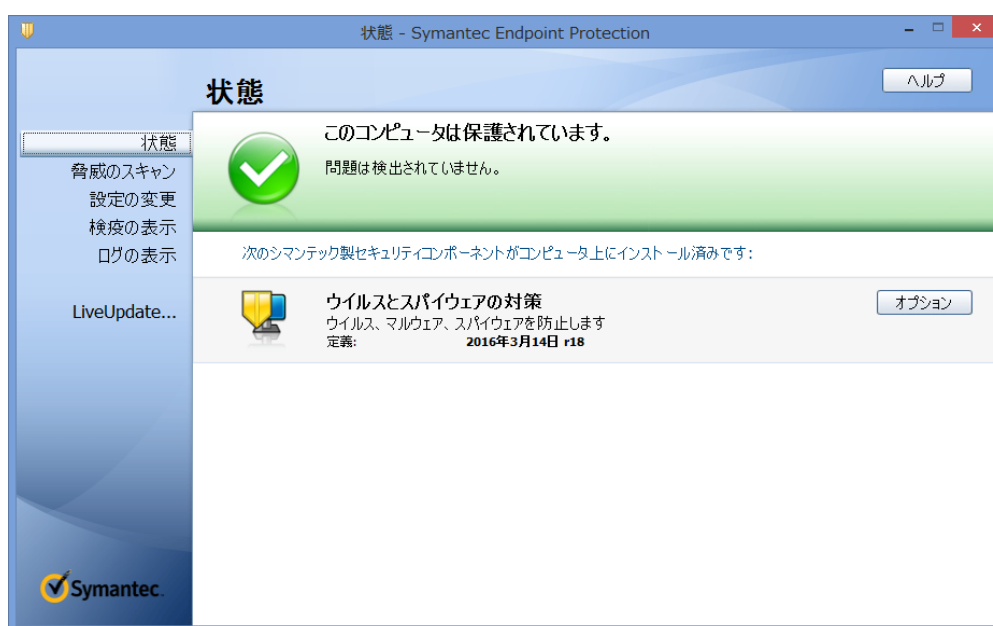 状態 - Symantec Endpoint Protection
状態
ヘルプ
状態
脅威のスキャン
設定の変更
検疫の表示
ログの表示
LiveUpdate...
このコンピュータは保護されています。
問題は検出されていません。
次のシマンテック製セキュリティコンポーネントがコンピュータ上にインストール済みです:
ウイルスとスパイウェアの対策
オプション
ウイルス、マルウェア、スパイウェアを防止します
定義: 2016年3月14日 r18
Symantec.